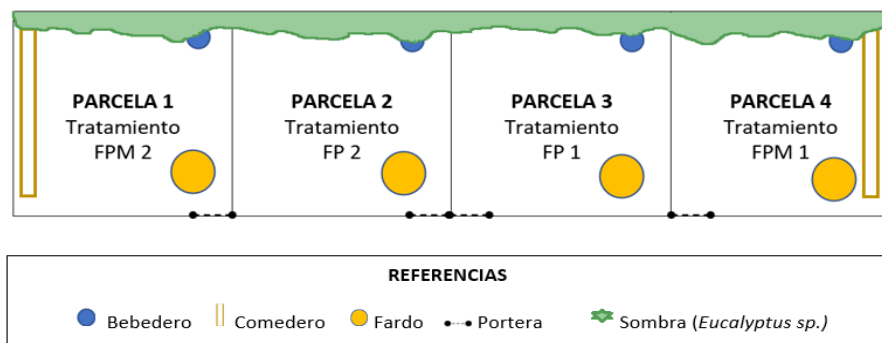 PARCELA 1
Tratamiento
FPM 2
PARCELA 2
Tratamiento
FP 2
PARCELA 3
Tratamiento
FP 1
PARCELA 4
Tratamiento
FPM 1
REFERENCIAS
Bebedero Comedero Fardo Portera Sombra (Eucalyptus sp.)